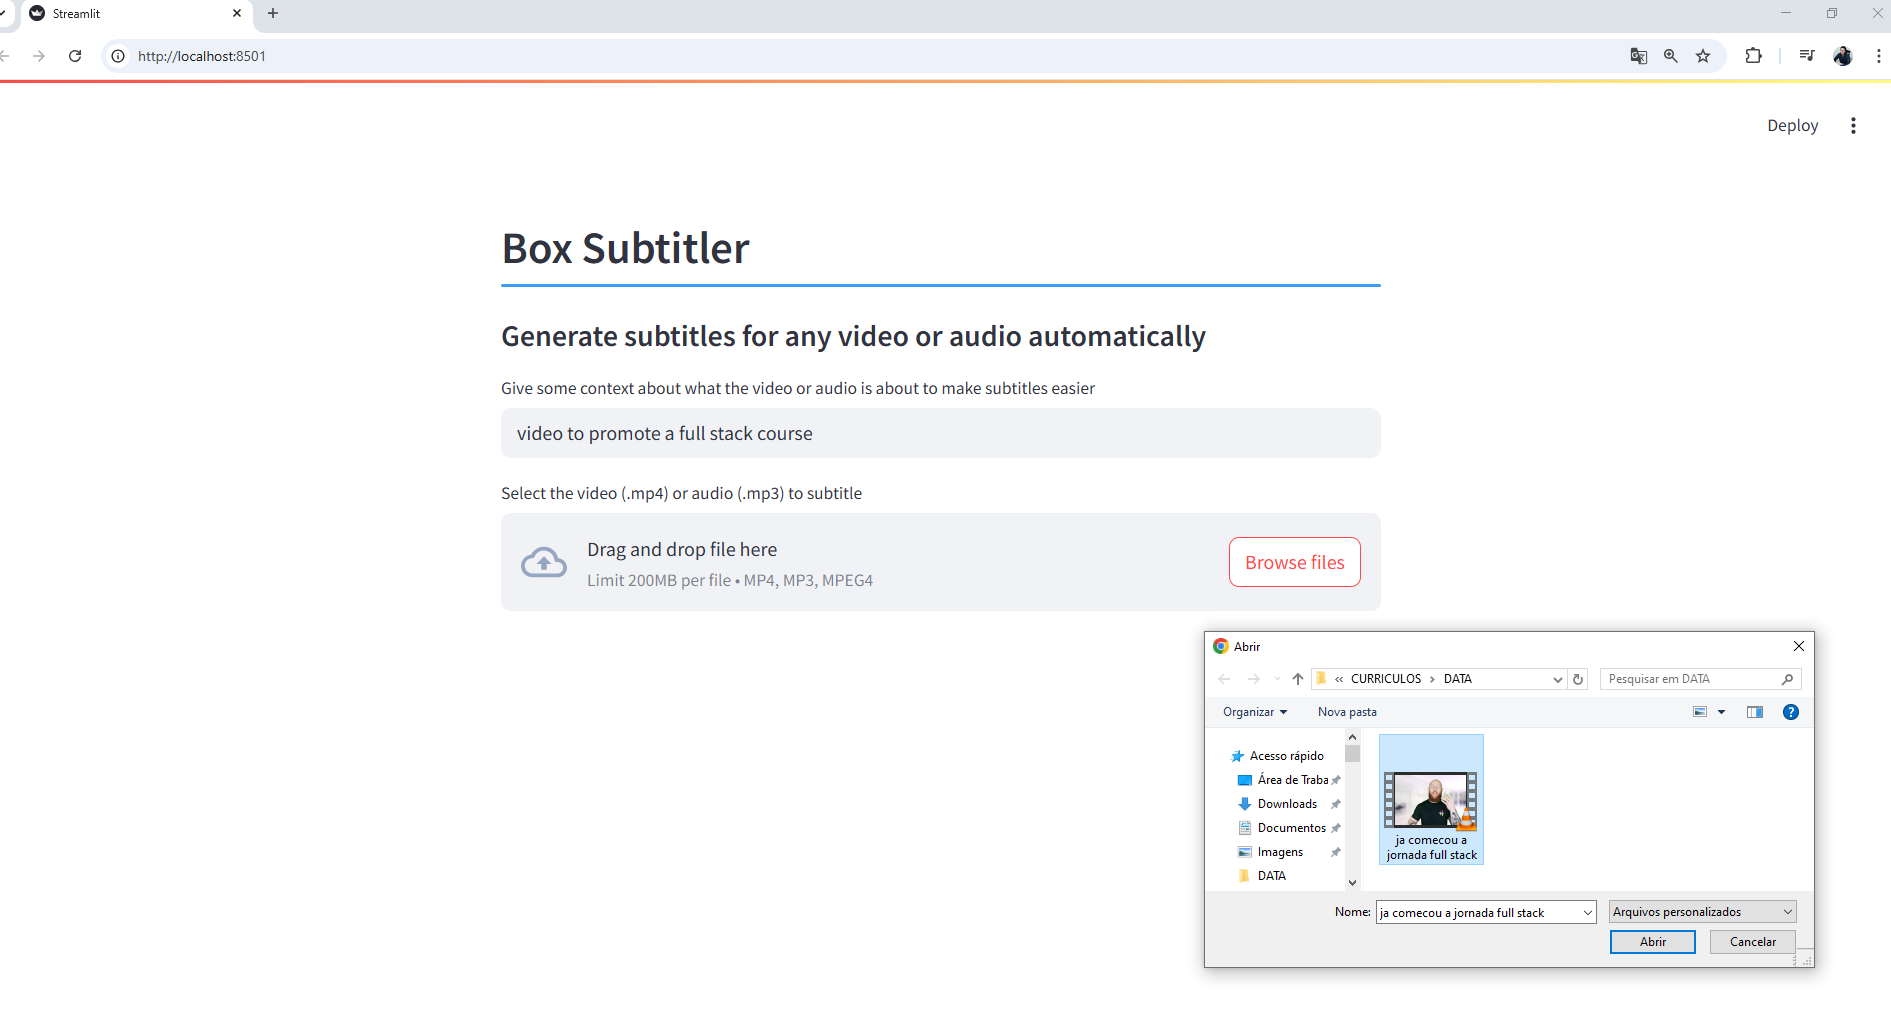 Streamlit
http://localhost:8501
Deploy
Box Subtitler
Generate subtitles for any video or audio automatically
Give some context about what the video or audio is about to make subtitles easier
video to promote a full stack course
Select the video (.mp4) or audio (.mp3) to subtitle
Drag and drop file here
Limit 200MB per file • MP4, MP3, MPEG4
Browse files
Abrir
« CURRICULOS › DATA
Pesquisar em DATA
Organizar
Nova pasta
Acesso rápido
Área de Traba
Downloads
Documentos
Imagens
DATA
ja comecou a
jornada full stack
Nome: ja comecou a jornada full stack
Arquivos personalizados
Abrir
Cancelar